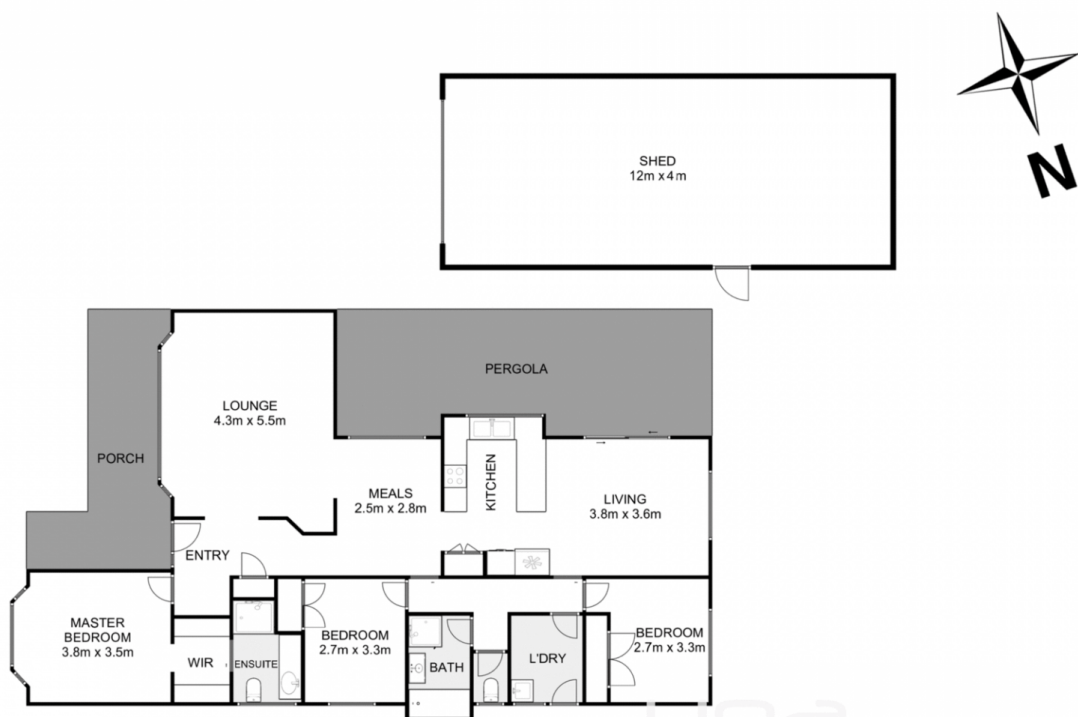 N
SHED
12m x 4m
PERGOLA
LOUNGE
4.3m x 5.5m
PORCH
KITCHEN
MEALS
2.5m x 2.8m
LIVING
3.8m x 3.6m
ENTRY
MASTER
BEDROOM
3.8m x 3.5m
WIR
ENSUITE
BEDROOM
2.7m x 3.3m
BATH
L'DRY
BEDROOM
2.7m x 3.3m